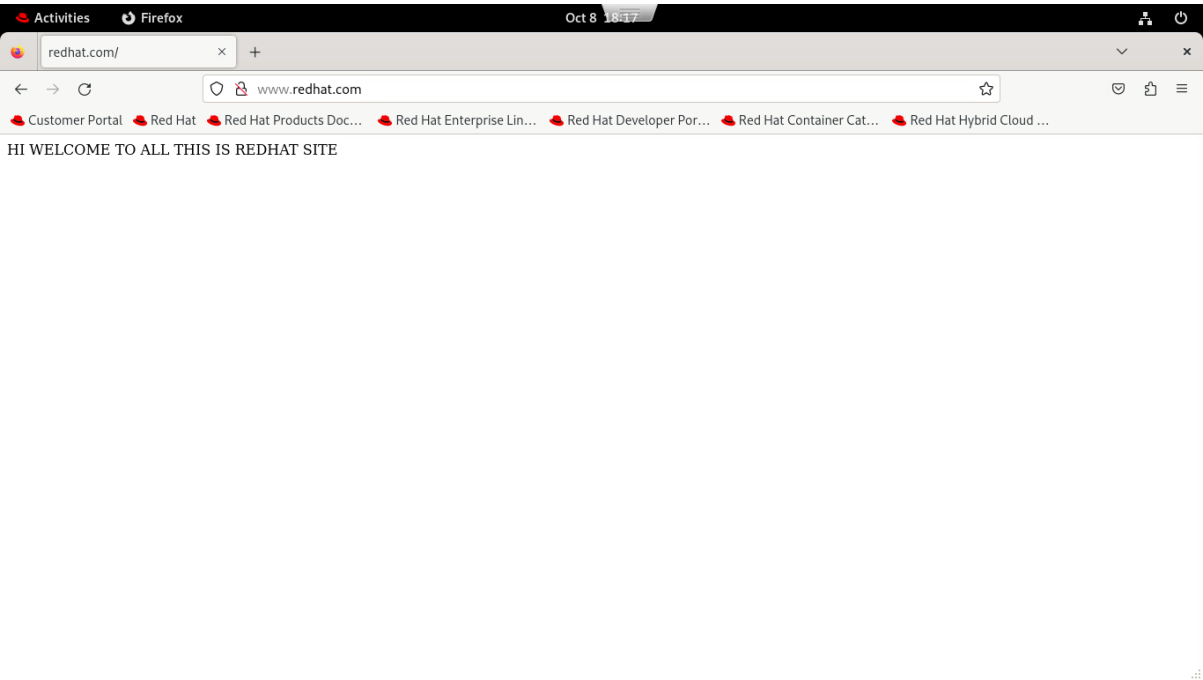 Activities Firefox Oct 8 18:17
redhat.com/
www.redhat.com
Customer Portal Red Hat Red Hat Products Doc... Red Hat Enterprise Lin... Red Hat Developer Por... Red Hat Container Cat... Red Hat Hybrid Cloud ...
HI WELCOME TO ALL THIS IS REDHAT SITE